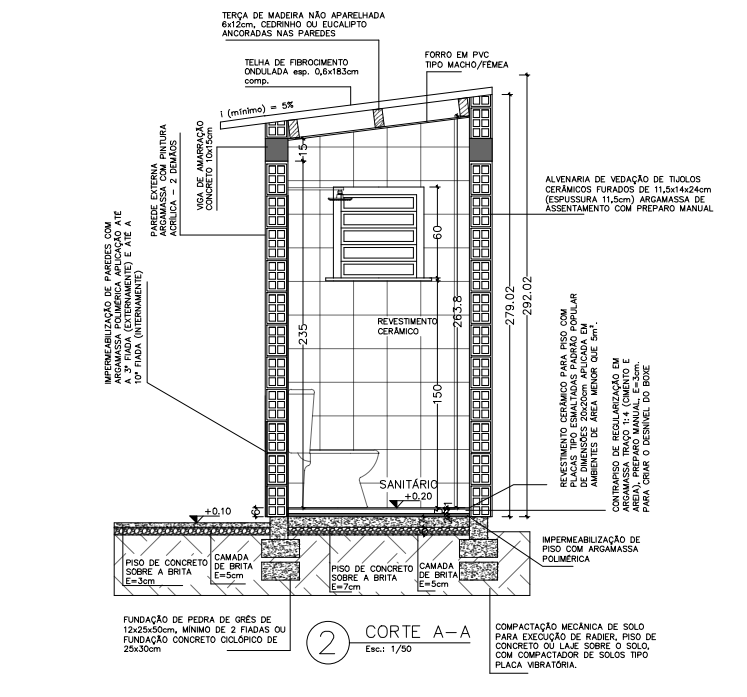 TERÇA DE MADEIRA NÃO APARELHADA
6x12cm, CEDRINHO OU EUCALIPTO
ANCORADAS NAS PAREDES
FORRO EM PVC
TIPO MACHO/FÊMEA
TELHA DE FIBROCIMENTO
ONDULADA esp. 0,6x183cm
comp.
i (mínimo) = 5%
PAREDE EXTERNA
ARGAMASSA COM PINTURA
ACRÍLICA - 2 DEMÃOS
VIGA DE AMARRAÇÃO
CONCRETO 10x15cm
15
ALVENARIA DE VEDAÇÃO DE TIJOLOS
CERÂMICOS FURADOS DE 11,5x14x24cm
(ESPUSSURA 11,5cm) ARGAMASSA DE
ASSENTAMENTO COM PREPARO MANUAL
IMPERMEABILIZAÇÃO DE PAREDES COM
ARGAMASSA POLIMÉRICA APLICAÇÃO ATÉ
A 3ª FIADA (EXTERNAMENTE) E ATÉ A
10ª FIADA (INTERNAMENTE)
60
235
263.8
279.02
292.02
REVESTIMENTO
CERÂMICO
150
REVESTIMENTO CERÂMICO PARA PISO COM
PLACAS TIPO ESMALTADAS PADRÃO POPULAR
DE DIMENSÕES 20x20cm APLICADA EM
AMBIENTES DE ÁREA MENOR QUE 5m².
CONTRAPISO DE REGULARIZAÇÃO EM
ARGAMASSA TRAÇO 1:4 (CIMENTO E
AREIA), PREPARO MANUAL, E=3cm.
PARA CRIAR O DESNÍVEL DO BOXE
SANITÁRIO
+0.20
+0.10
IMPERMEABILIZAÇÃO DE
PISO COM ARGAMASSA
POLIMÉRICA
PISO DE CONCRETO
SOBRE A BRITA
E=3cm
CAMADA
DE BRITA
E=5cm
PISO DE CONCRETO
SOBRE A BRITA
E=7cm
CAMADA
DE BRITA
E=5cm
FUNDAÇÃO DE PEDRA DE GRÊS DE
12x25x50cm, MÍNIMO DE 2 FIADAS OU
FUNDAÇÃO CONCRETO CICLÓPICO DE
25x30cm
2
CORTE A-A
Esc.: 1/50
COMPACTAÇÃO MECÂNICA DE SOLO
PARA EXECUÇÃO DE RADIER, PISO DE
CONCRETO OU LAJE SOBRE O SOLO,
COM COMPACTADOR DE SOLOS TIPO
PLACA VIBRATÓRIA.